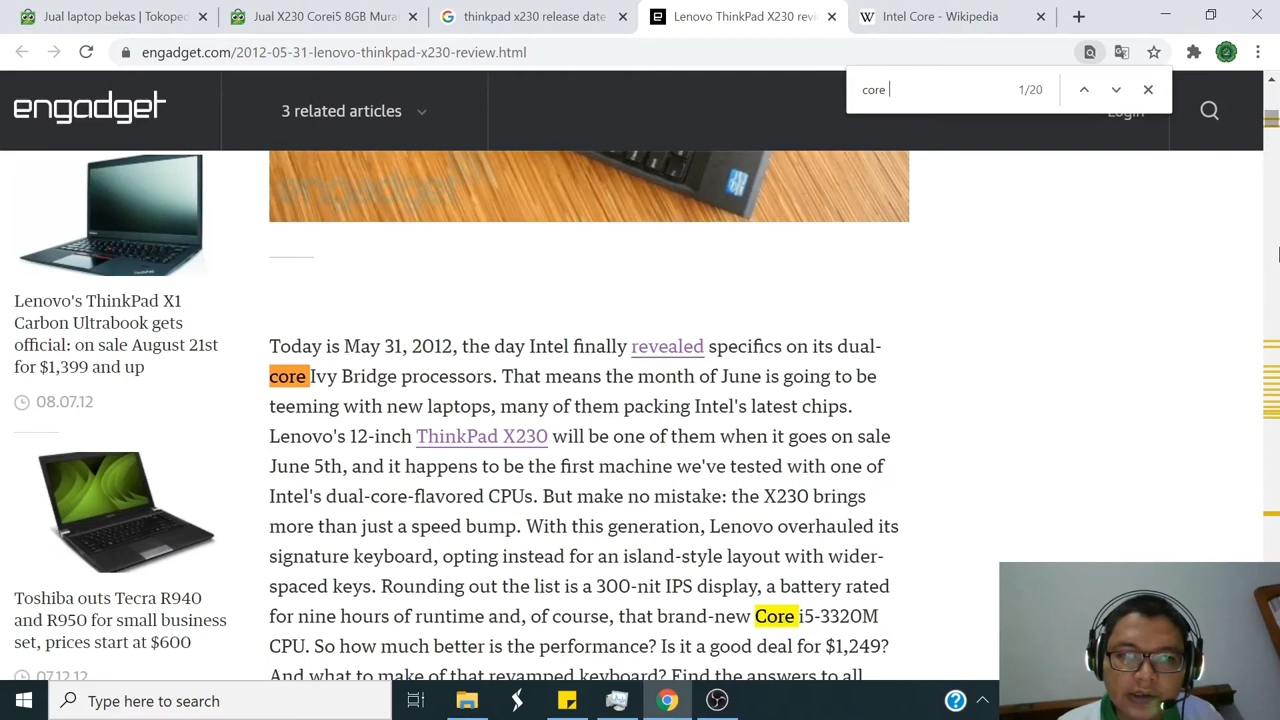 Jual laptop bekas | Tokoped
Jual X230 Corei5 8GB Mura
thinkpad x230 release date
Lenovo ThinkPad X230 revi
Intel Core - Wikipedia
engadget.com/2012-05-31-lenovo-thinkpad-x230-review.html
core
1/20
engadget
3 related articles
Login
engadget
Lenovo's ThinkPad X1
Carbon Ultrabook gets
official: on sale August 21st
for $1,399 and up
08.07.12
Toshiba outs Tecra R940
and R950 for small business
set, prices start at $600
07.12.12
Today is May 31, 2012, the day Intel finally revealed specifics on its dual-
core Ivy Bridge processors. That means the month of June is going to be
teeming with new laptops, many of them packing Intel's latest chips.
Lenovo's 12-inch ThinkPad X230 will be one of them when it goes on sale
June 5th, and it happens to be the first machine we've tested with one of
Intel's dual-core-flavored CPUs. But make no mistake: the X230 brings
more than just a speed bump. With this generation, Lenovo overhauled its
signature keyboard, opting instead for an island-style layout with wider-
spaced keys. Rounding out the list is a 300-nit IPS display, a battery rated
for nine hours of runtime and, of course, that brand-new Core i5-3320M
CPU. So how much better is the performance? Is it a good deal for $1,249?
And what to make of that revamped keyboard? Find the answers to all
Type here to search